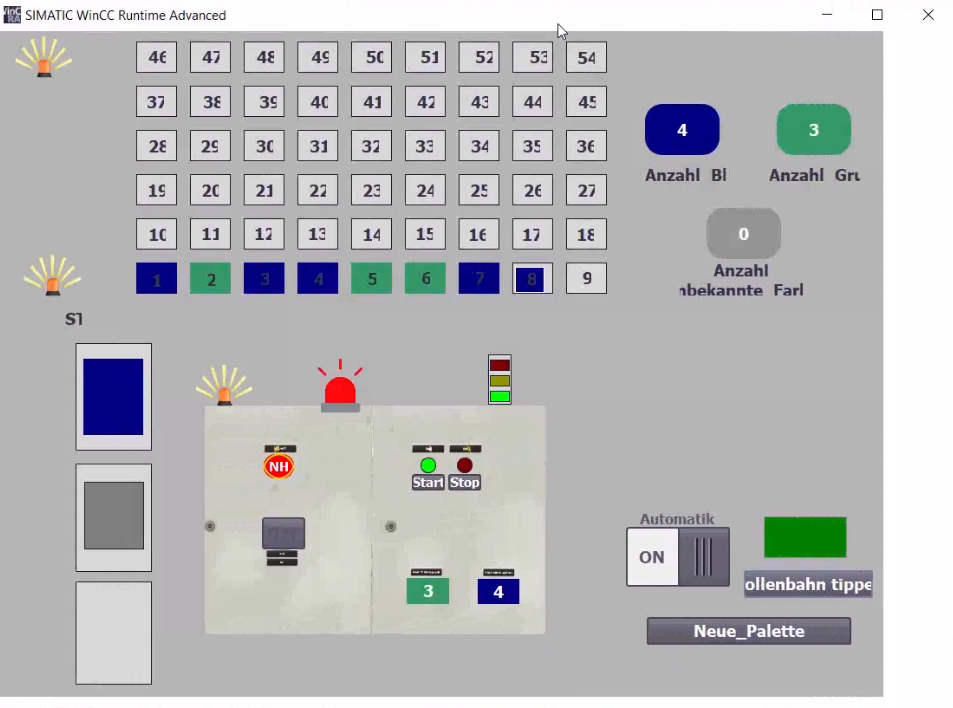 SIMATIC WinCC Runtime Advanced
46 47 48 49 50 51 52 53 54
37 38 39 40 41 42 43 44 45
28 29 30 31 32 33 34 35 36
19 20 21 22 23 24 25 26 27
10 11 12 13 14 15 16 17 18
1 2 3 4 5 6 7 8 9
4 3
Anzahl Bl Anzahl Gru
0
Anzahl
nbekannte Farl
S1
NH
Start Stop
3 4
Automatik
ON
ollenbahn tippe
Neue_Palette